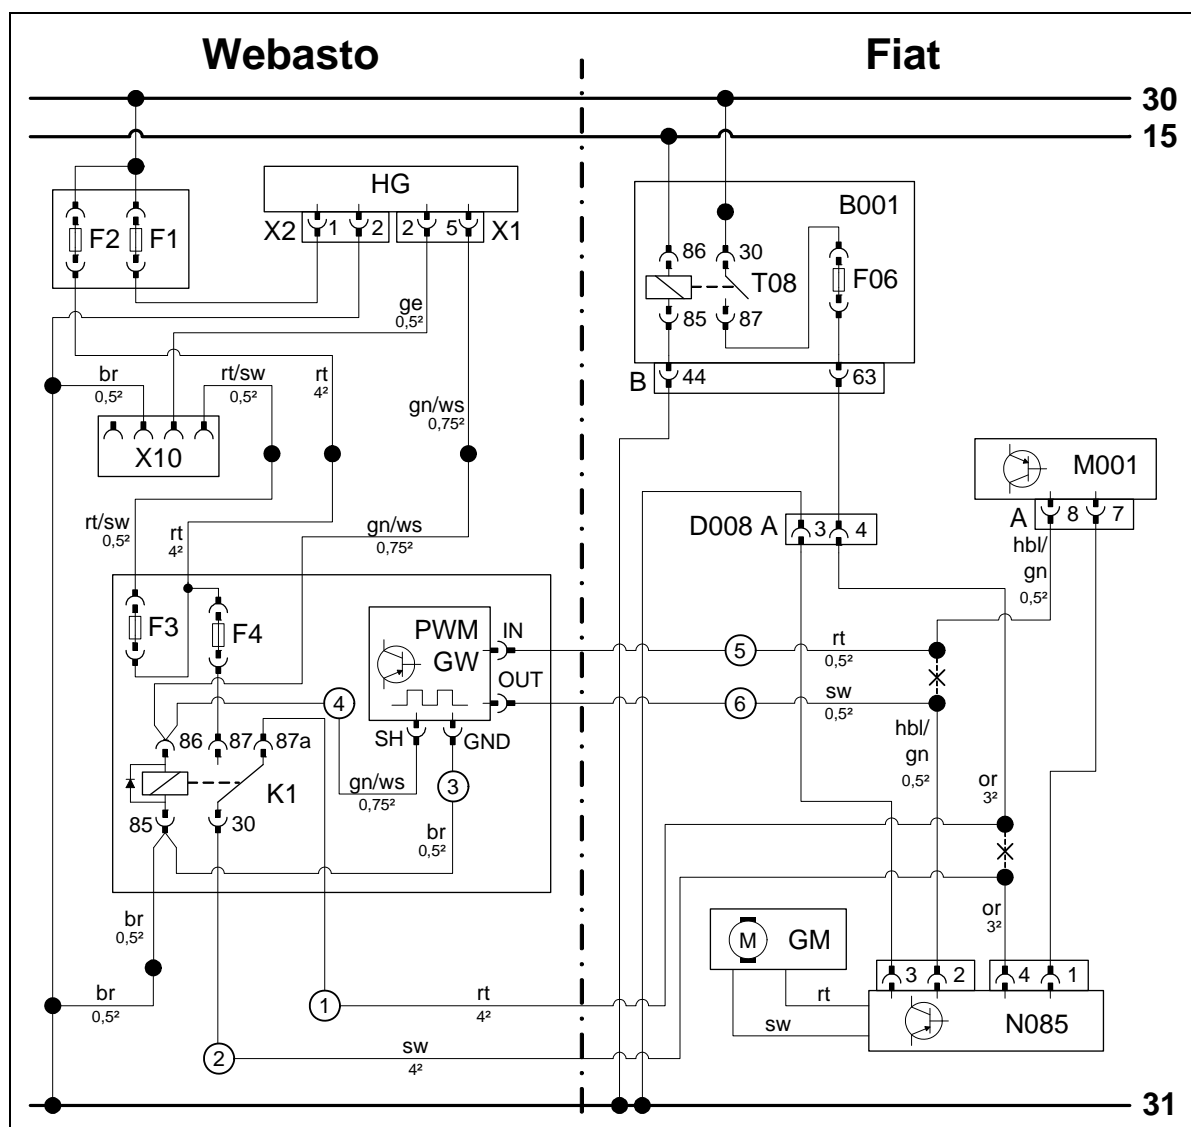 Webasto Fiat
30
15
HG B001
F2 F1 X2 1 2 2 5 X1
86 30
T08 F06
ge
0,5²
85 87
br rt/sw rt
0,5² 0,5² 4²
B 44 63
gn/ws
0,75²
X10 M001
rt/sw rt gn/ws
0,5² 4² 0,75²
D008 A 3 4 A 8 7
hbl/
gn
0,5²
F3 F4 PWM IN
GW 5 rt
0,5²
OUT
4 6 sw
0,5²
86 87 87a SH GND
hbl/
gn
0,5²
gn/ws 3 or
0,75² 3²
K1
85 30 br
0,5²
br
0,5²
M GM or
3²
3 2 4 1
br 1 rt rt
0,5² 4²
N085
sw
2 sw
4²
31